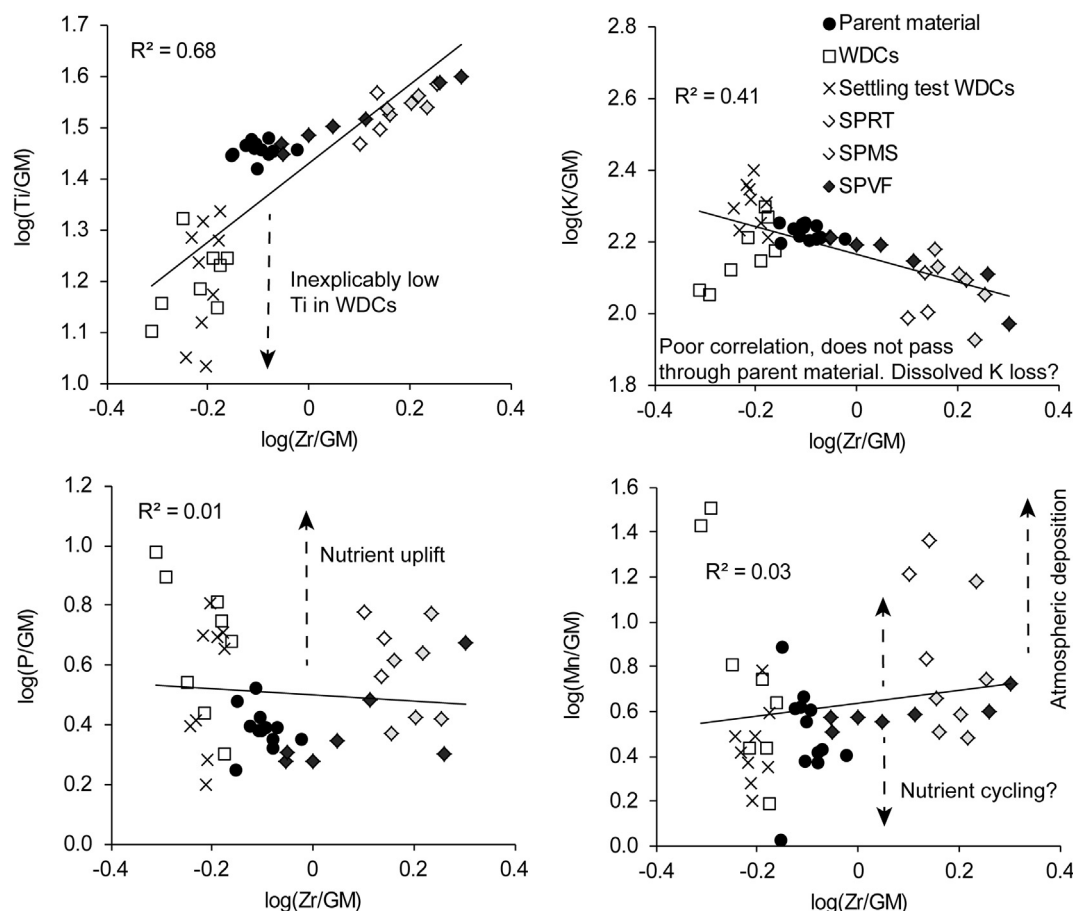 1.7
1.6
1.5
1.4
1.3
1.2
1.1
1.0
log(Ti/GM)
R² = 0.68
Inexplicably low
Ti in WDCs
-0.4
-0.2
0
0.2
0.4
log(Zr/GM)
2.8
2.6
2.4
2.2
2.0
1.8
log(K/GM)
R² = 0.41
Parent material
WDCs
Settling test WDCs
SPRT
SPMS
SPVF
Poor correlation, does not pass
through parent material. Dissolved K loss?
-0.4
-0.2
0
0.2
0.4
log(Zr/GM)
1.2
1.0
0.8
0.6
0.4
0.2
0.0
log(P/GM)
R² = 0.01
Nutrient uplift
-0.4
-0.2
0
0.2
0.4
log(Zr/GM)
1.6
1.4
1.2
1.0
0.8
0.6
0.4
0.2
0.0
log(Mn/GM)
R² = 0.03
Nutrient cycling?
Atmospheric deposition
-0.4
-0.2
0
0.2
0.4
log(Zr/GM)